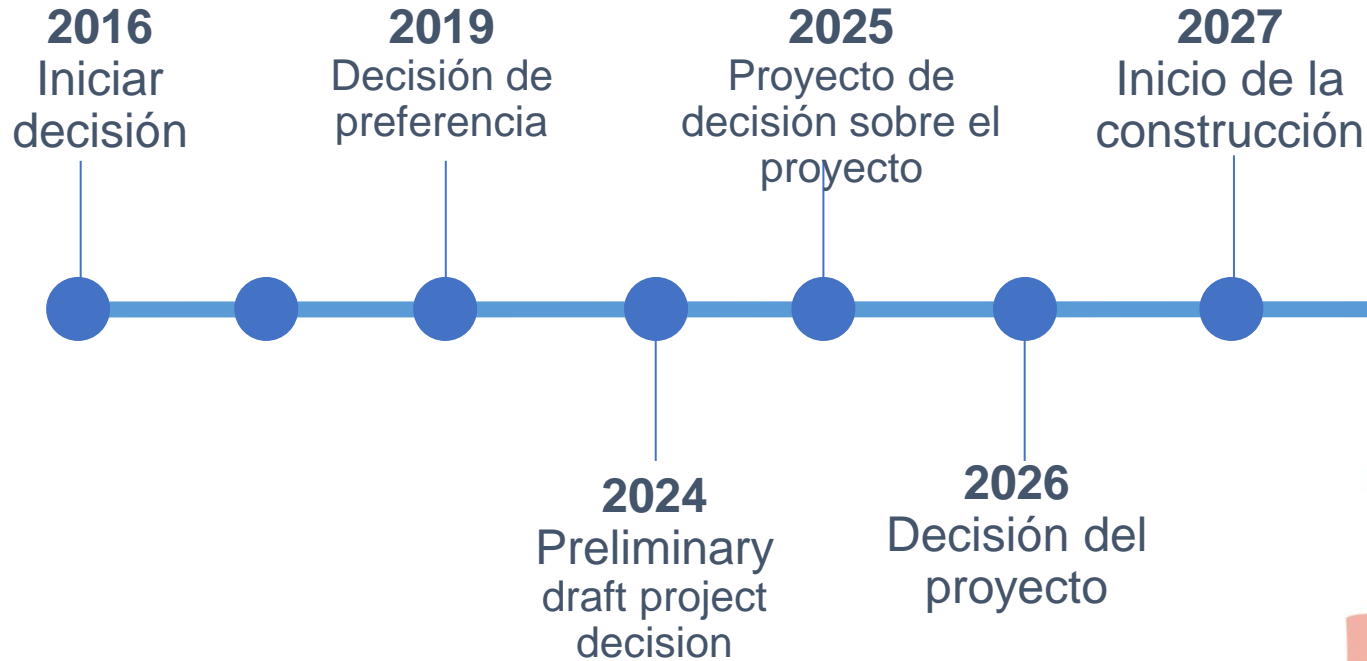 2016
Iniciar
decisión
2019
Decisión de
preferencia
2025
Proyecto de
decisión sobre el
proyecto
2027
Inicio de la
construcción
2024
Preliminary
draft project
decision
2026
Decisión del
proyecto